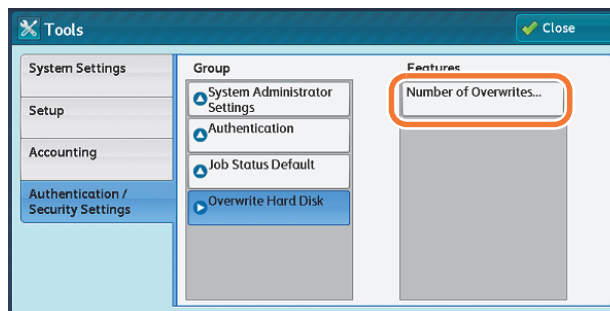 Tools
Close
System Settings
Setup
Accounting
Authentication /
Security Settings
Group
System Administrator
Settings
Authentication
Job Status Default
Overwrite Hard Disk
Features
Number of Overwrites...